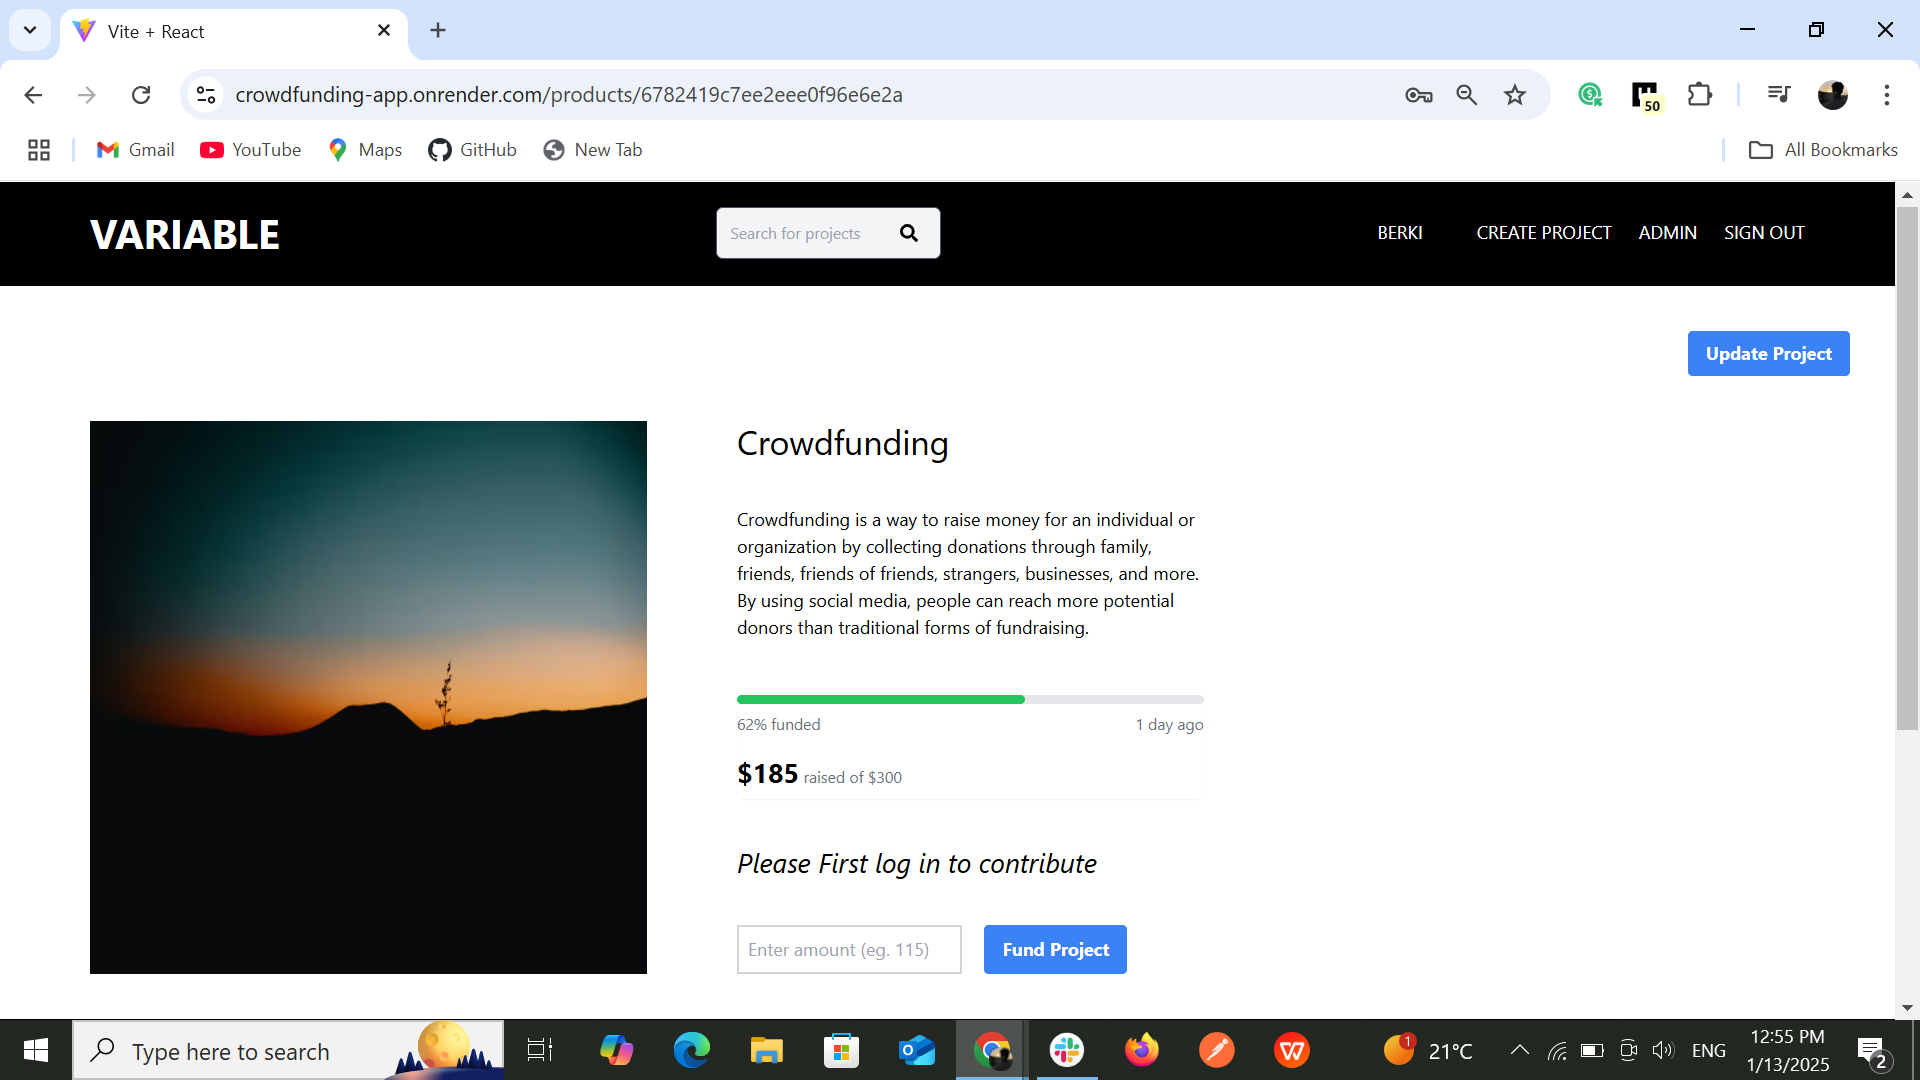 Vite + React
crowdfunding-app.onrender.com/products/6782419c7ee2eee0f96e6e2a
50
Gmail
YouTube
Maps
GitHub
New Tab
All Bookmarks
VARIABLE
Search for projects
BERKI
CREATE PROJECT
ADMIN
SIGN OUT
Update Project
Crowdfunding
Crowdfunding is a way to raise money for an individual or
organization by collecting donations through family,
friends, friends of friends, strangers, businesses, and more.
By using social media, people can reach more potential
donors than traditional forms of fundraising.
62% funded
1 day ago
$185 raised of $300
Please First log in to contribute
Enter amount (eg. 115)
Fund Project
Type here to search
1
21°C
ENG
12:55 PM
1/13/2025
2